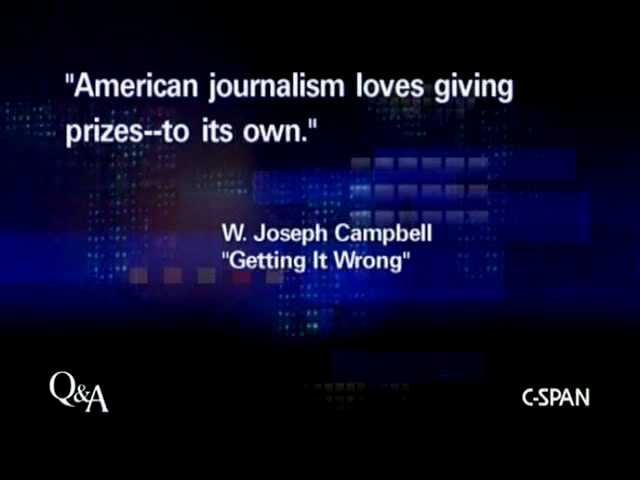 "American journalism loves giving
prizes--to its own."
W. Joseph Campbell
"Getting It Wrong"
Q&A
C-SPAN